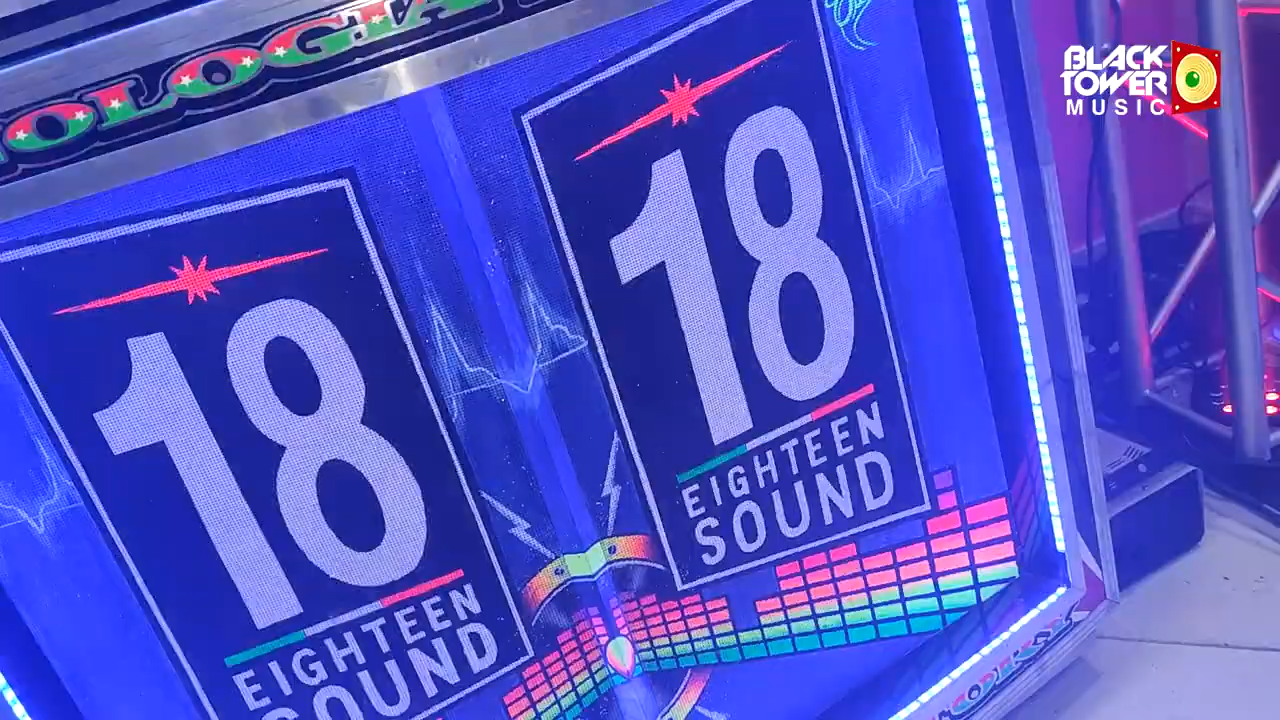 BLACK
TOWER
MUSIC
18
EIGHTEEN
SOUND
18
EIGHTEEN
SOUND